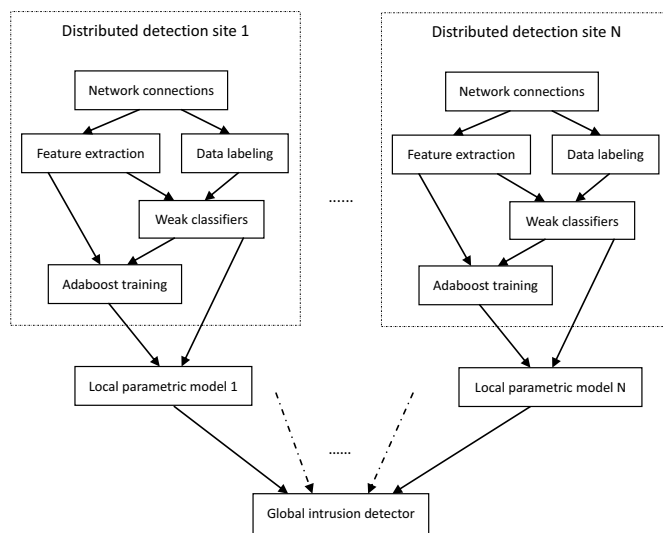 Distributed detection site 1
Network connections
Feature extraction
Data labeling
Weak classifiers
Adaboost training
Local parametric model 1
......
Distributed detection site N
Network connections
Feature extraction
Data labeling
Weak classifiers
Adaboost training
Local parametric model N
......
Global intrusion detector